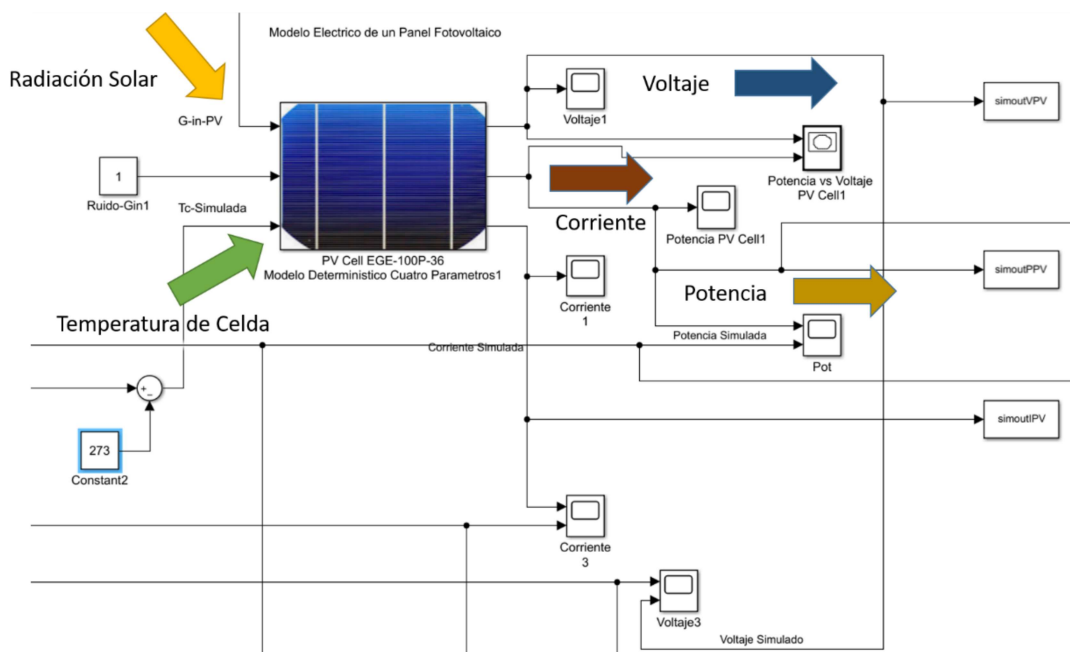 Modelo Electrico de un Panel Fotovoltaico
Radiación Solar
Voltaje
simoutVPV
Voltaje1
G-in-PV
1
Ruido-Gin1
Potencia vs Voltaje
PV Cell1
Tc-Simulada
Corriente
Potencia PV Cell1
PV Cell EGE-100P-36
Modelo Deterministico Cuatro Parametros1
simoutPPV
Corriente
1
Potencia
Temperatura de Celda
Corriente Simulada
Potencia Simulada
Pot
+
−
simoutIPV
273
Constant2
Corriente
3
Voltaje3
Voltaje Simulado